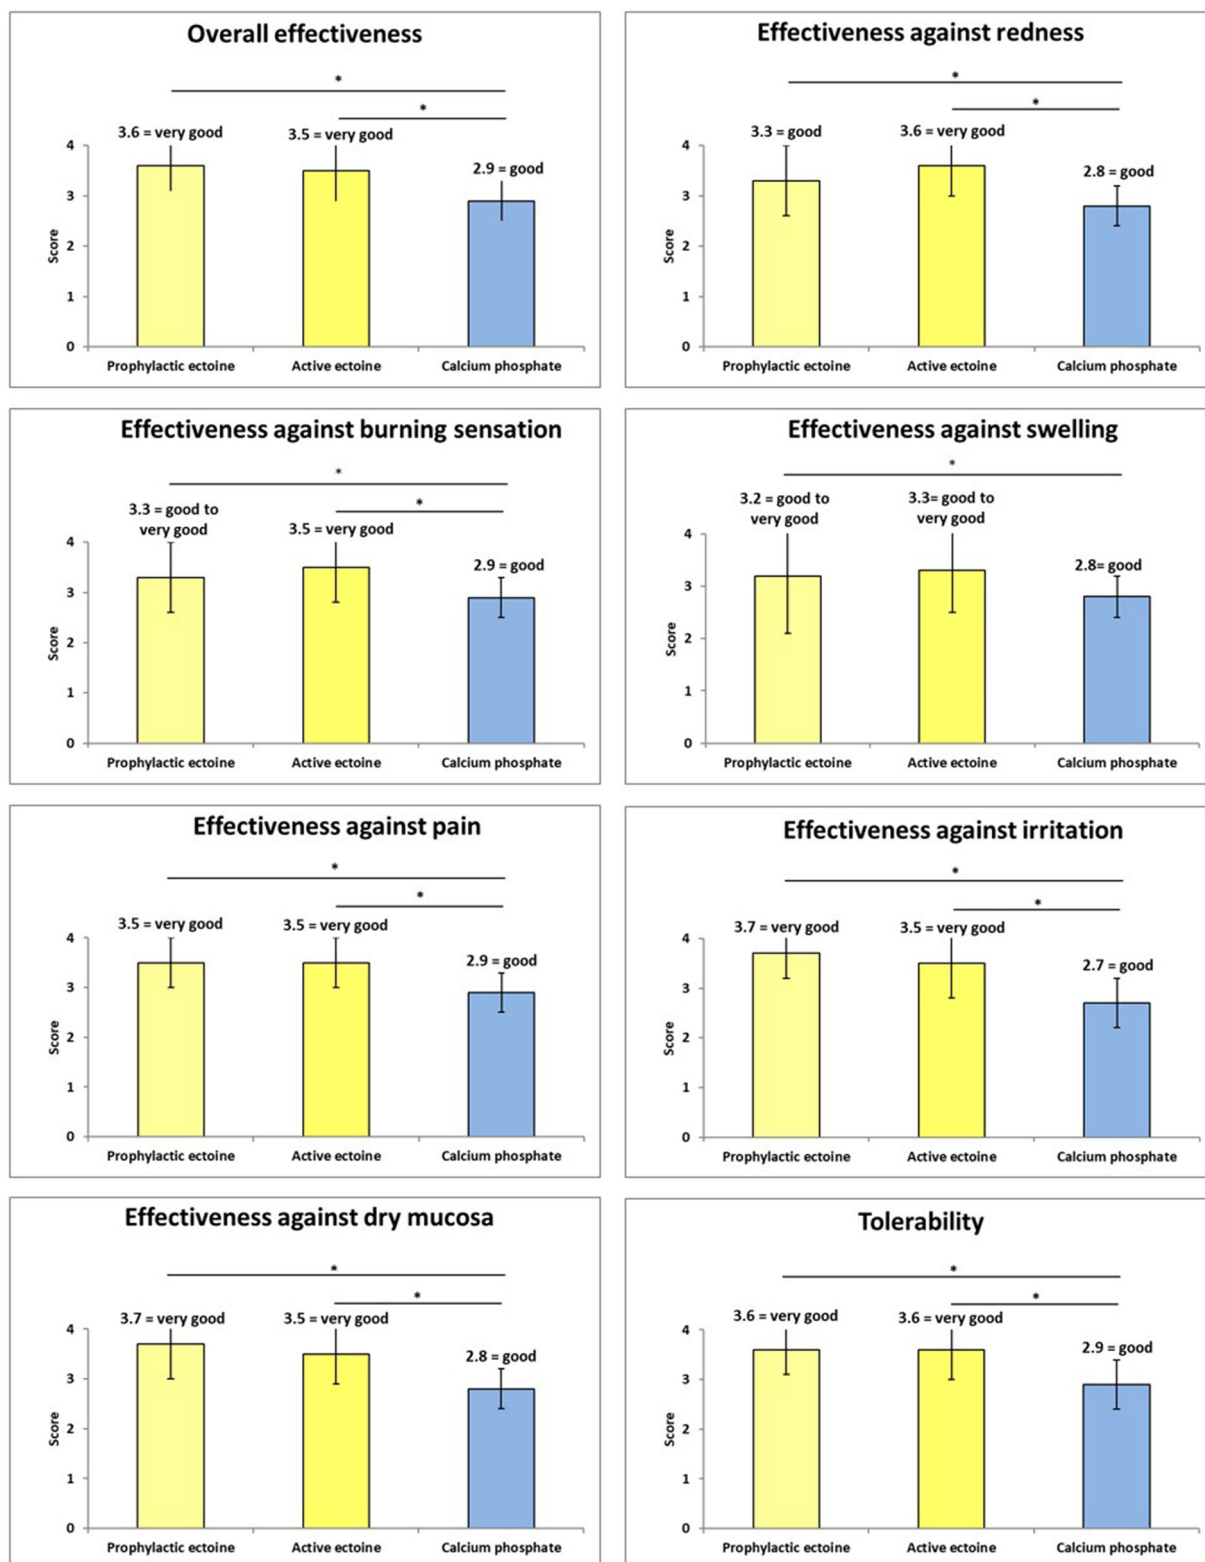 Overall effectiveness
*
*
3.6 = very good
3.5 = very good
2.9 = good
4
3
2
1
0
Score
Prophylactic ectoine
Active ectoine
Calcium phosphate
Effectiveness against redness
*
*
3.3 = good
3.6 = very good
2.8 = good
4
3
2
1
0
Score
Prophylactic ectoine
Active ectoine
Calcium phosphate
Effectiveness against burning sensation
*
*
3.3 = good to
very good
3.5 = very good
2.9 = good
4
3
2
1
0
Score
Prophylactic ectoine
Active ectoine
Calcium phosphate
Effectiveness against swelling
*
3.2 = good to
very good
3.3= good to
very good
2.8= good
4
3
2
1
0
Score
Prophylactic ectoine
Active ectoine
Calcium phosphate
Effectiveness against pain
*
*
3.5 = very good
3.5 = very good
2.9 = good
4
3
2
1
0
Score
Prophylactic ectoine
Active ectoine
Calcium phosphate
Effectiveness against irritation
*
*
3.7 = very good
3.5 = very good
2.7 = good
4
3
2
1
0
Score
Prophylactic ectoine
Active ectoine
Calcium phosphate
Effectiveness against dry mucosa
*
*
3.7 = very good
3.5 = very good
2.8 = good
4
3
2
1
0
Score
Prophylactic ectoine
Active ectoine
Calcium phosphate
Tolerability
*
*
3.6 = very good
3.6 = very good
2.9 = good
4
3
2
1
0
Score
Prophylactic ectoine
Active ectoine
Calcium phosphate